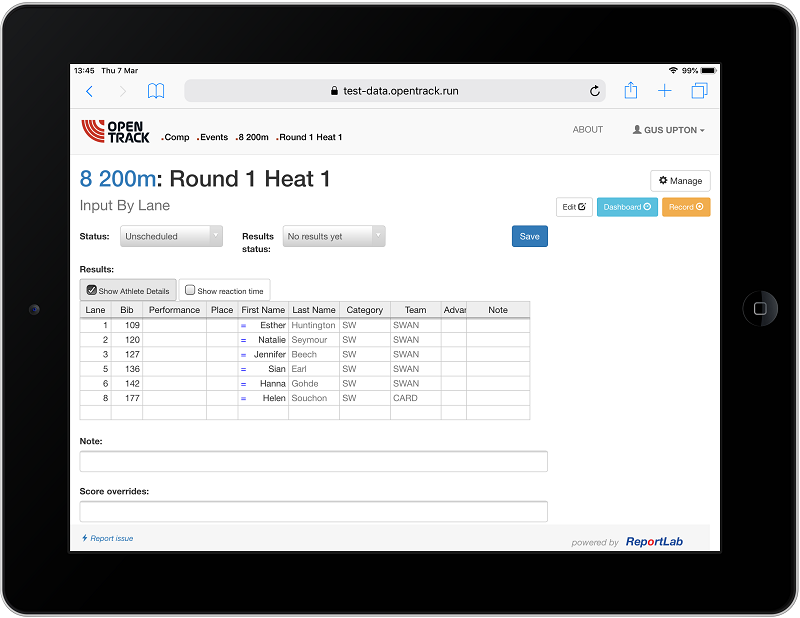 13:45 Thu 7 Mar 99%
test-data.opentrack.run
OPEN TRACK .Comp .Events .8 200m .Round 1 Heat 1 ABOUT GUS UPTON
8 200m: Round 1 Heat 1 Manage
Input By Lane Edit Dashboard Record
Status: Unscheduled Results status: No results yet Save
Results:
Show Athlete Details Show reaction time
Lane Bib Performance Place First Name Last Name Category Team Advar Note
1 109 = Esther Huntington SW SWAN
2 120 = Natalie Seymour SW SWAN
3 127 = Jennifer Beech SW SWAN
5 136 = Sian Earl SW SWAN
6 142 = Hanna Gohde SW SWAN
8 177 = Helen Souchon SW CARD
Note:
Score overrides:
Report issue powered by ReportLab